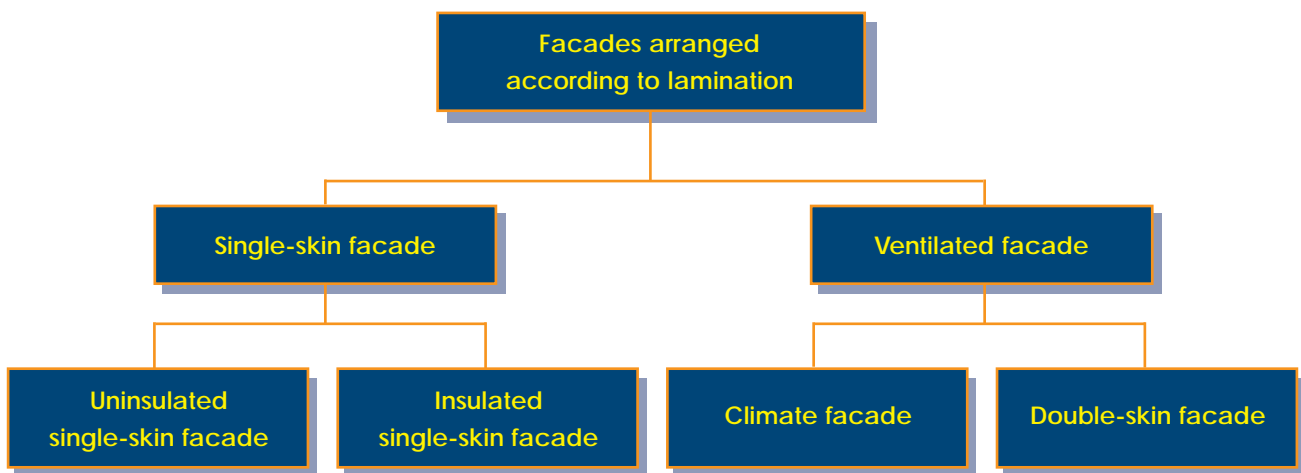 Facades arranged
according to lamination
Single-skin facade
Ventilated facade
Uninsulated
single-skin facade
Insulated
single-skin facade
Climate facade
Double-skin facade